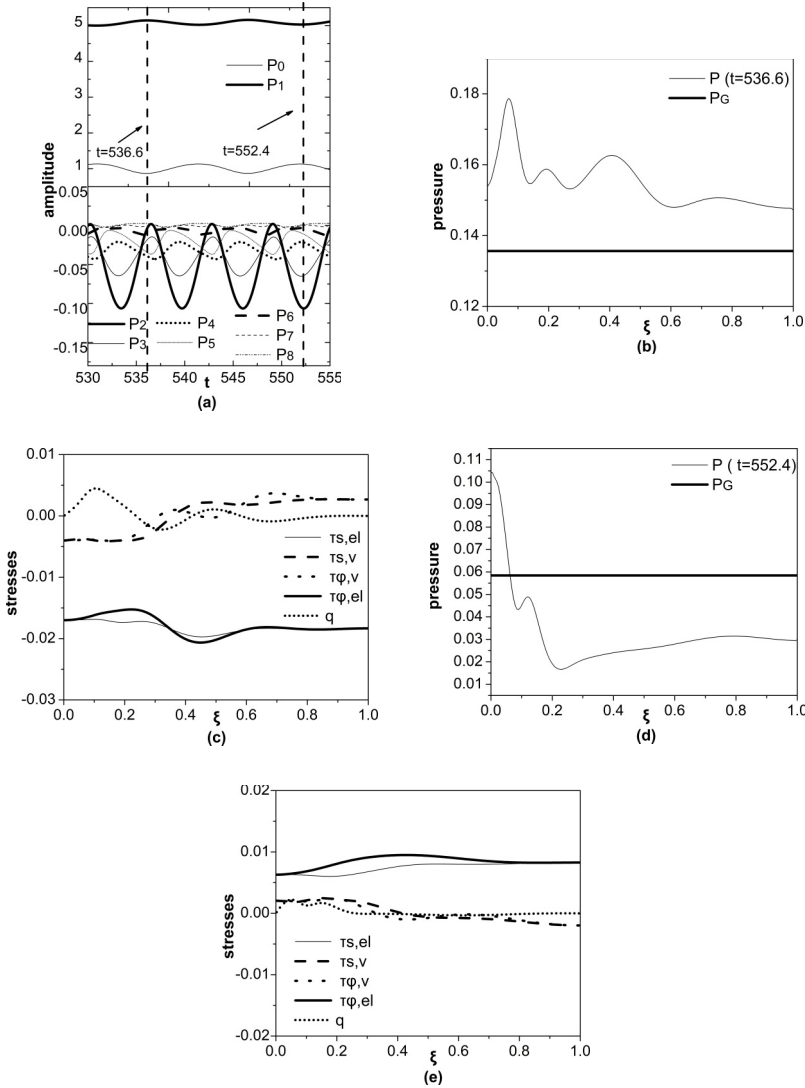 5
4
3
2
1
0.05
0.00
-0.05
-0.10
-0.15
amplitude
P0
P1
t=536.6
t=552.4
P2
P3
P4
P5
P6
P7
P8
530 535 540 545 550 555
t
(a)
0.18
0.16
0.14
0.12
pressure
P (t=536.6)
PG
0.0 0.2 0.4 0.6 0.8 1.0
ξ
(b)
0.01
0.00
-0.01
-0.02
-0.03
stresses
τs,el
τs,v
τφ,v
τφ,el
q
0.0 0.2 0.4 0.6 0.8 1.0
ξ
(c)
0.11
0.10
0.09
0.08
0.07
0.06
0.05
0.04
0.03
0.02
0.01
pressure
P ( t=552.4)
PG
0.0 0.2 0.4 0.6 0.8 1.0
ξ
(d)
0.02
0.01
0.00
-0.01
-0.02
stresses
τs,el
τs,v
τφ,v
τφ,el
q
0.0 0.2 0.4 0.6 0.8 1.0
ξ
(e)